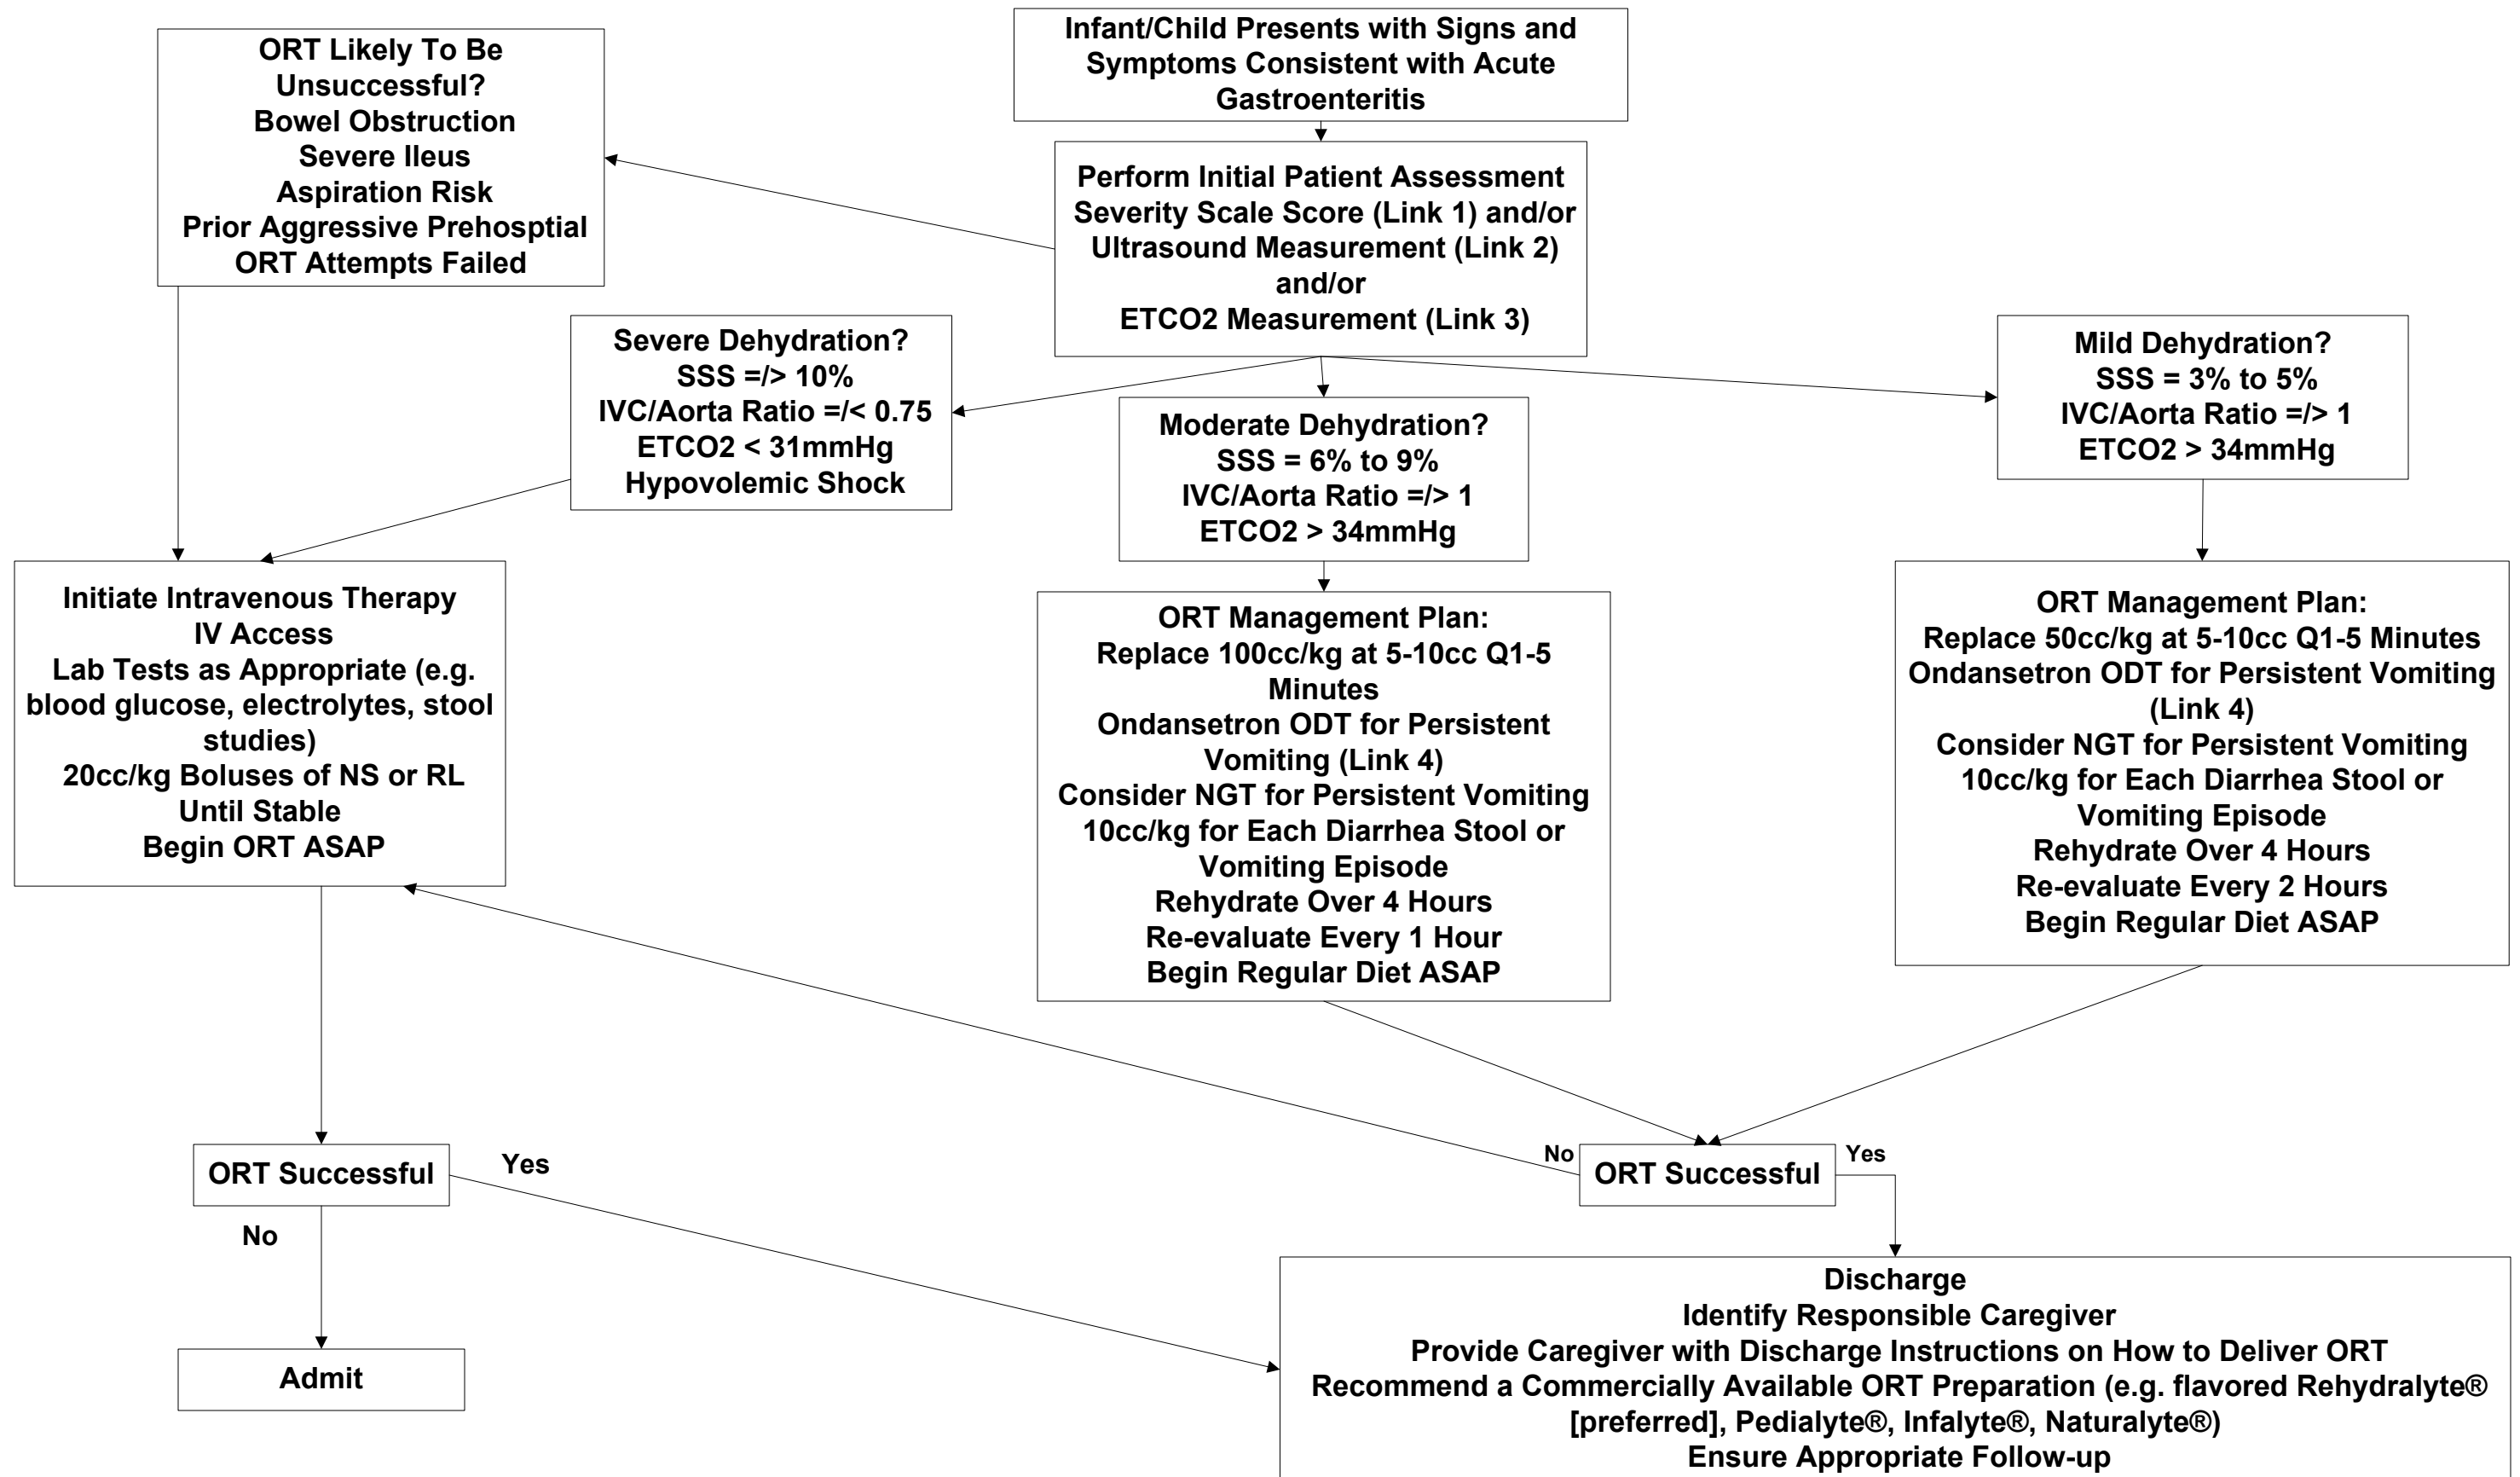 Infant/Child Presents with Signs and
Symptoms Consistent with Acute
Gastroenteritis
ORT Likely To Be
Unsuccessful?
Bowel Obstruction
Severe Ileus
Aspiration Risk
Prior Aggressive Prehosptial
ORT Attempts Failed
Perform Initial Patient Assessment
Severity Scale Score (Link 1) and/or
Ultrasound Measurement (Link 2)
and/or
ETCO2 Measurement (Link 3)
Severe Dehydration?
SSS =/> 10%
IVC/Aorta Ratio =/< 0.75
ETCO2 < 31mmHg
Hypovolemic Shock
Moderate Dehydration?
SSS = 6% to 9%
IVC/Aorta Ratio =/> 1
ETCO2 > 34mmHg
Mild Dehydration?
SSS = 3% to 5%
IVC/Aorta Ratio =/> 1
ETCO2 > 34mmHg
Initiate Intravenous Therapy
IV Access
Lab Tests as Appropriate (e.g.
blood glucose, electrolytes, stool
studies)
20cc/kg Boluses of NS or RL
Until Stable
Begin ORT ASAP
ORT Management Plan:
Replace 100cc/kg at 5-10cc Q1-5
Minutes
Ondansetron ODT for Persistent
Vomiting (Link 4)
Consider NGT for Persistent Vomiting
10cc/kg for Each Diarrhea Stool or
Vomiting Episode
Rehydrate Over 4 Hours
Re-evaluate Every 1 Hour
Begin Regular Diet ASAP
ORT Management Plan:
Replace 50cc/kg at 5-10cc Q1-5 Minutes
Ondansetron ODT for Persistent Vomiting
(Link 4)
Consider NGT for Persistent Vomiting
10cc/kg for Each Diarrhea Stool or
Vomiting Episode
Rehydrate Over 4 Hours
Re-evaluate Every 2 Hours
Begin Regular Diet ASAP
ORT Successful
Yes
No
No
ORT Successful
Yes
Admit
Discharge
Identify Responsible Caregiver
Provide Caregiver with Discharge Instructions on How to Deliver ORT
Recommend a Commercially Available ORT Preparation (e.g. flavored Rehydralyte®
[preferred], Pedialyte®, Infalyte®, Naturalyte®)
Ensure Appropriate Follow-up